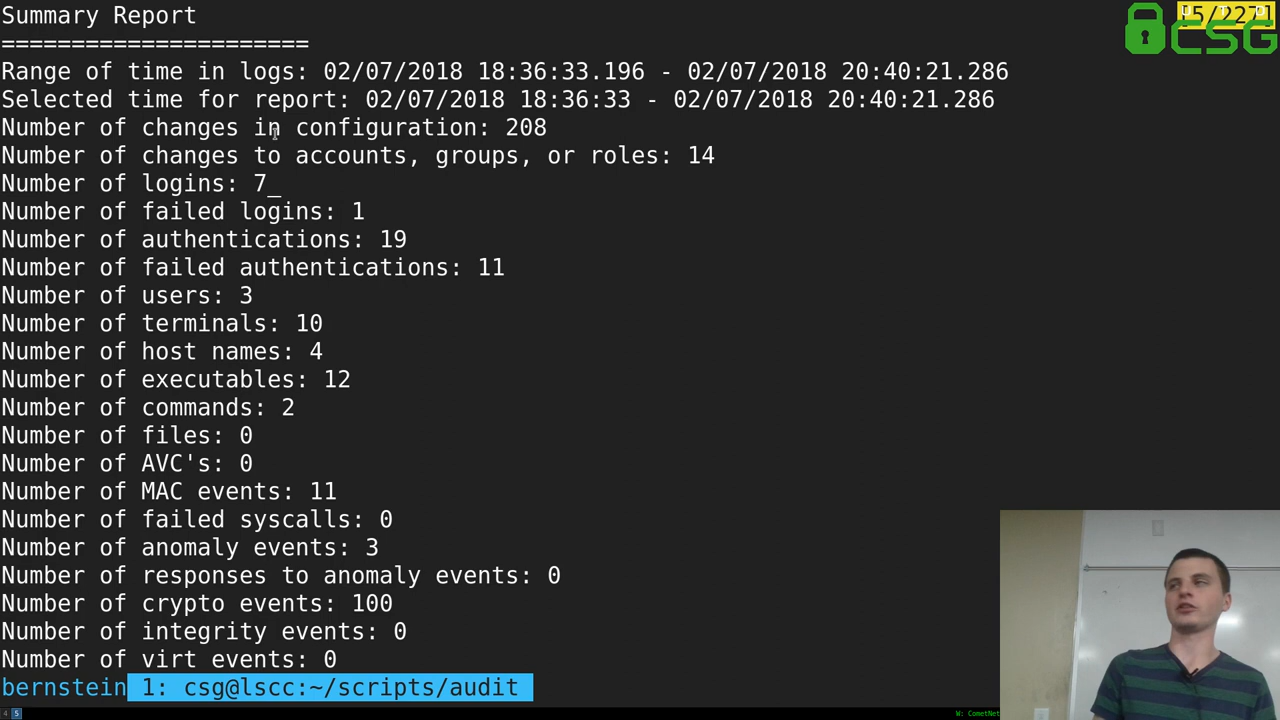 Summary Report
======================
Range of time in logs: 02/07/2018 18:36:33.196 - 02/07/2018 20:40:21.286
Selected time for report: 02/07/2018 18:36:33 - 02/07/2018 20:40:21.286
Number of changes in configuration: 208
Number of changes to accounts, groups, or roles: 14
Number of logins: 7_
Number of failed logins: 1
Number of authentications: 19
Number of failed authentications: 11
Number of users: 3
Number of terminals: 10
Number of host names: 4
Number of executables: 12
Number of commands: 2
Number of files: 0
Number of AVC's: 0
Number of MAC events: 11
Number of failed syscalls: 0
Number of anomaly events: 3
Number of responses to anomaly events: 0
Number of crypto events: 100
Number of integrity events: 0
Number of virt events: 0
bernstein 1: csg@lscc:~/scripts/audit
[5/227]
CSG
4 5
W: CometNet